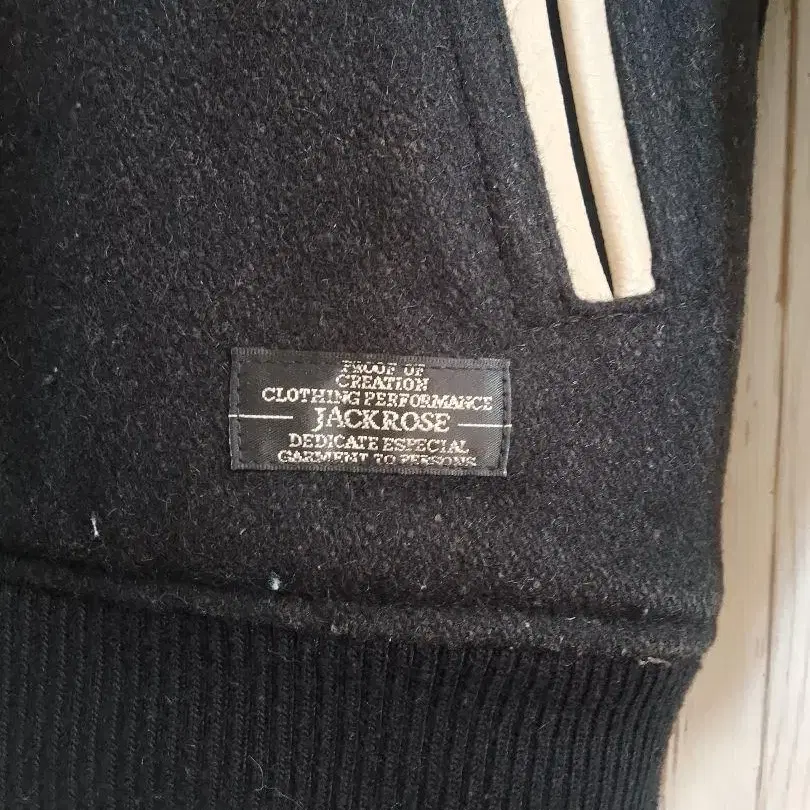 PROOF OF
CREATION
CLOTHING PERFORMANCE
JACKROSE
DEDICATE ESPECIAL
GARMENT TO PERSONS